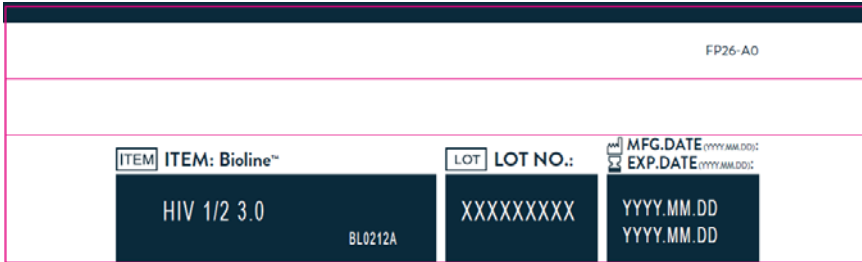 FP26-A0
ITEM ITEM: Bioline™
HIV 1/2 3.0
BL0212A
LOT LOT NO.:
XXXXXXXXX
MFG.DATE (YYYY.MM.DD):
EXP.DATE (YYYY.MM.DD):
YYYY.MM.DD
YYYY.MM.DD